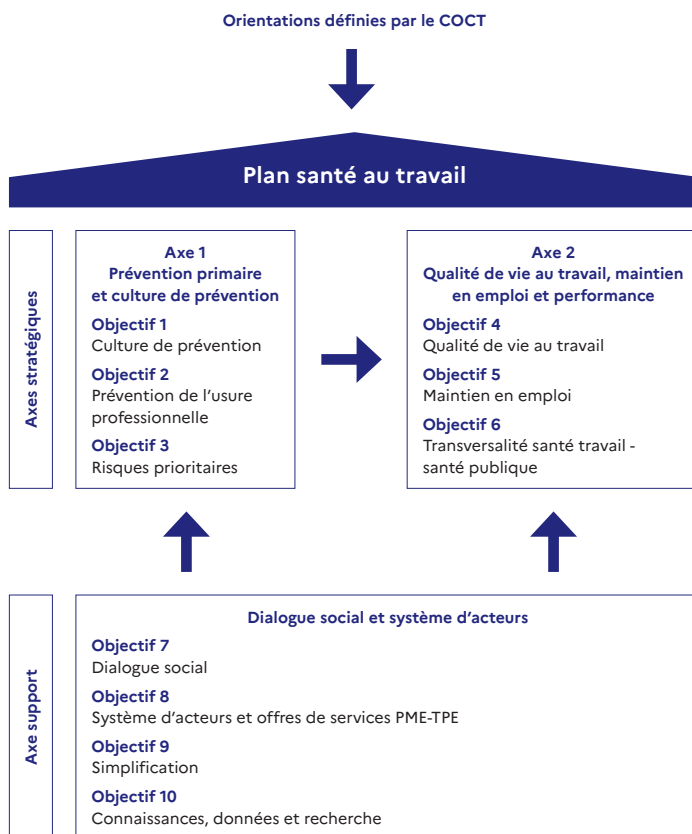 Orientations définies par le COCT
Plan santé au travail
Axes stratégiques
Axe 1
Prévention primaire
et culture de prévention
Objectif 1
Culture de prévention
Objectif 2
Prévention de l'usure
professionnelle
Objectif 3
Risques prioritaires
Axe 2
Qualité de vie au travail, maintien
en emploi et performance
Objectif 4
Qualité de vie au travail
Objectif 5
Maintien en emploi
Objectif 6
Transversalité santé travail -
santé publique
Axe support
Dialogue social et système d'acteurs
Objectif 7
Dialogue social
Objectif 8
Système d'acteurs et offres de services PME-TPE
Objectif 9
Simplification
Objectif 10
Connaissances, données et recherche